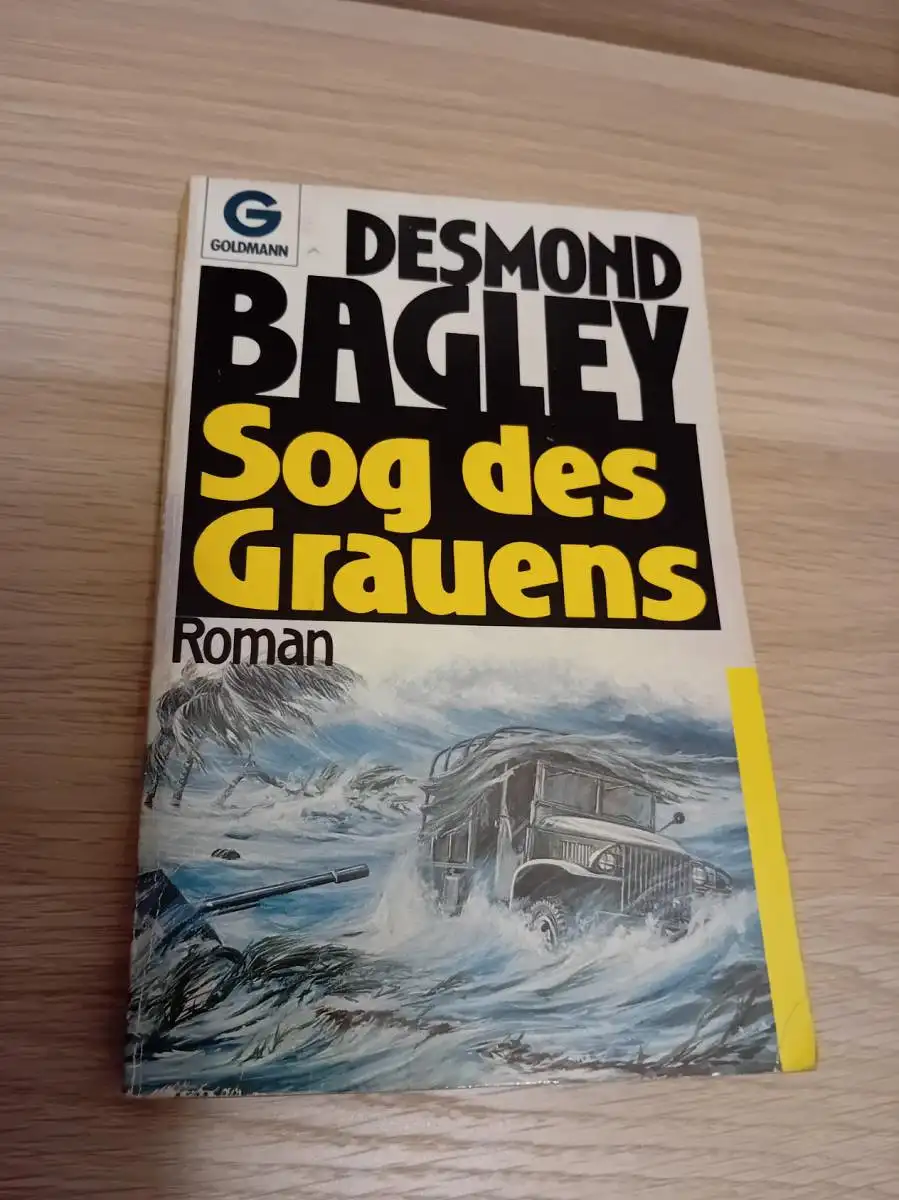 G
GOLDMANN
DESMOND
BAGLEY
Sog des
Grauens
Roman